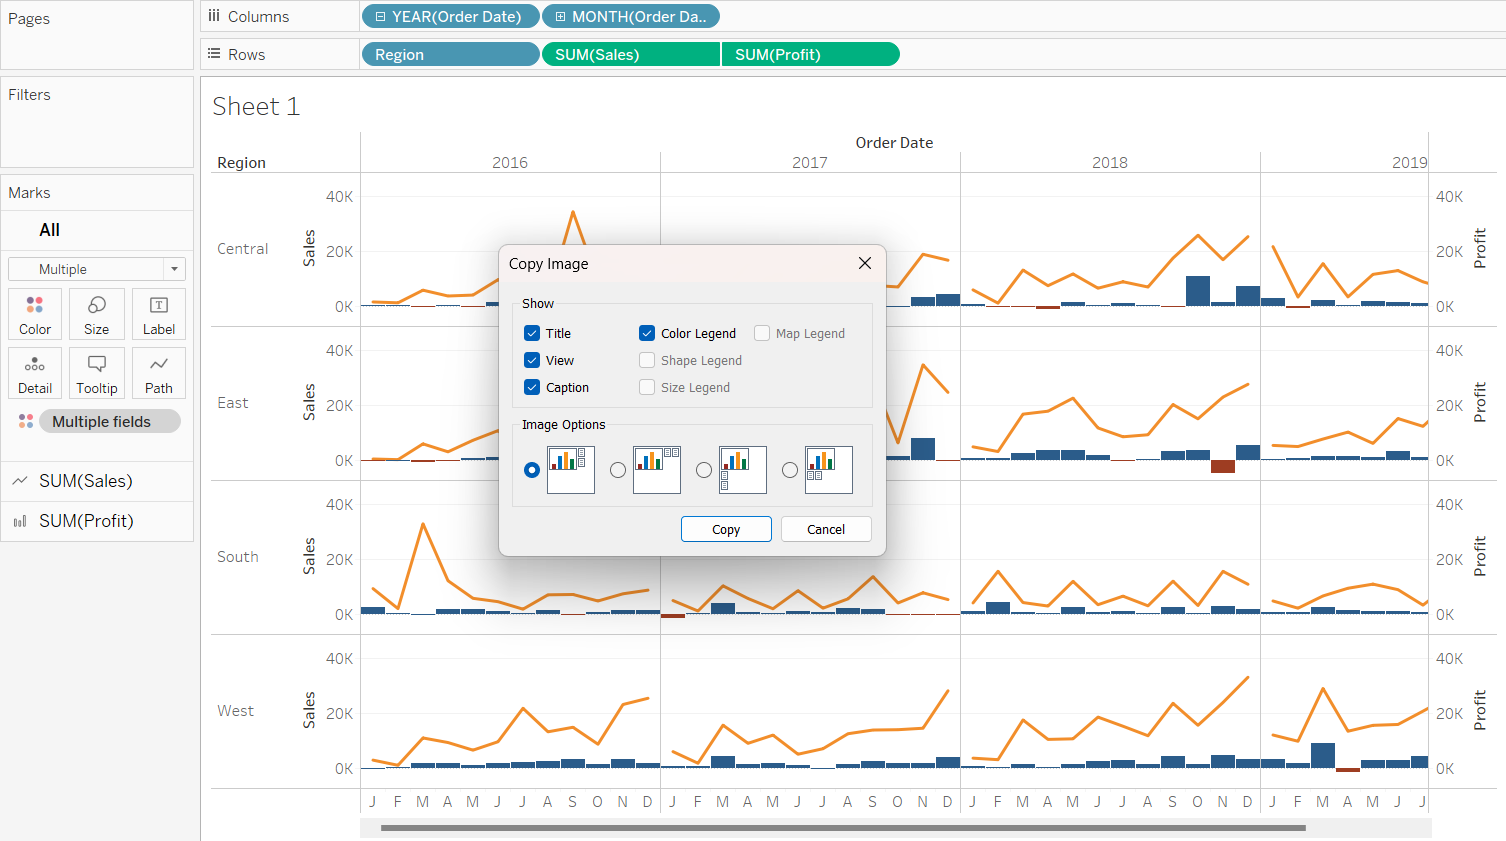 Pages
Columns
YEAR(Order Date)
MONTH(Order Da..
Rows
Region
SUM(Sales)
SUM(Profit)
Filters
Marks
All
Multiple
Color
Size
Label
Detail
Tooltip
Path
Multiple fields
SUM(Sales)
SUM(Profit)
Sheet 1
Order Date
Region
2016
2017
2018
2019
Central
Sales
40K
20K
0K
40K
20K
0K
Profit
East
Sales
40K
20K
0K
40K
20K
0K
Profit
South
Sales
40K
20K
0K
40K
20K
0K
Profit
West
Sales
40K
20K
0K
40K
20K
0K
Profit
J F M A M J J A S O N D J F M A M J J A S O N D J F M A M J J A S O N D J F M A M J J
Copy Image
Show
Title
Color Legend
Map Legend
View
Shape Legend
Caption
Size Legend
Image Options
Copy
Cancel